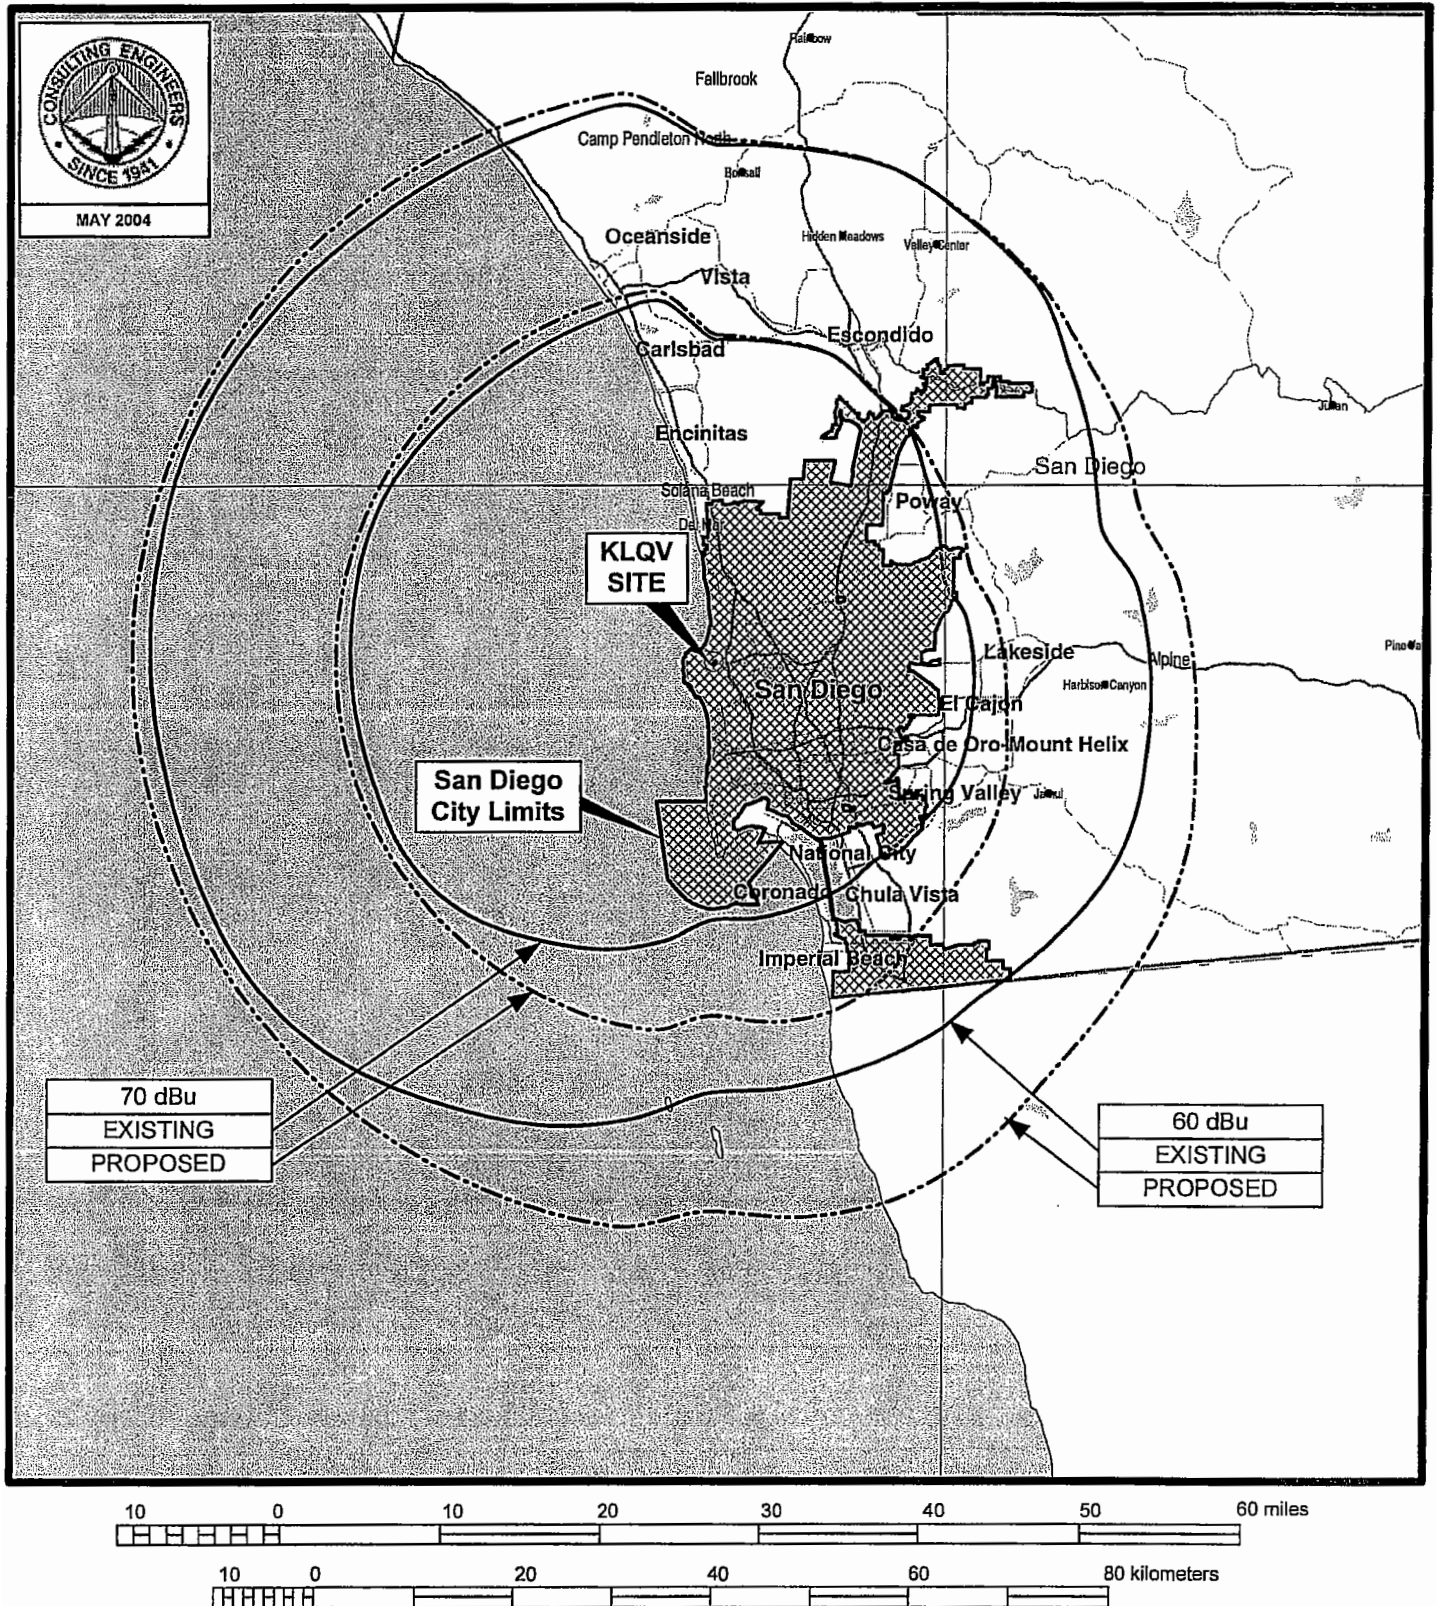 CONSULTING ENGINEERS
SINCE 1941
MAY 2004
Rainbow
Fallbrook
Camp Pendleton North
Bonsall
Oceanside
Hidden Meadows
Valley Center
Vista
Escondido
Carlsbad
Julian
Encinitas
San Diego
Solana Beach
Poway
Del Mar
KLQV
SITE
Lakeside
Alpine
Harbison Canyon
San Diego
El Cajon
Casa de Oro-Mount Helix
San Diego
City Limits
Spring Valley
Jamul
National City
Coronado
Chula Vista
Imperial Beach
70 dBu
EXISTING
PROPOSED
60 dBu
EXISTING
PROPOSED
10 0 10 20 30 40 50 60 miles
10 0 20 40 60 80 kilometers